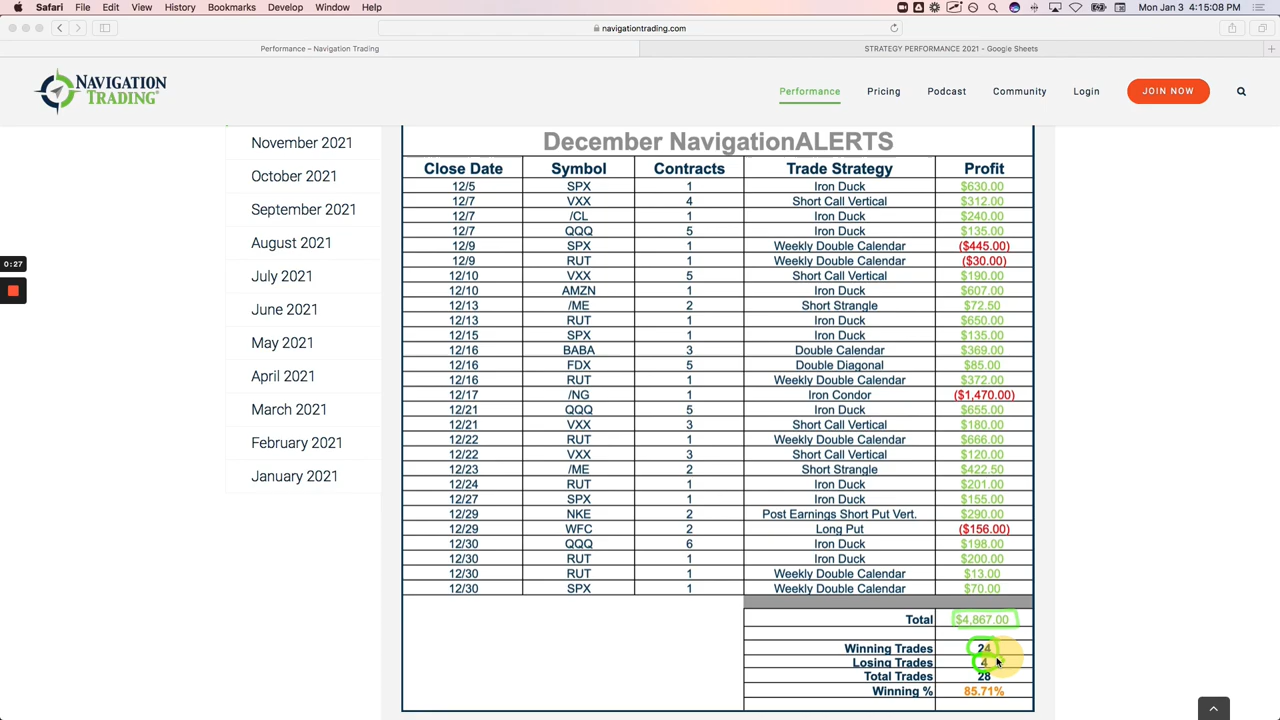 Safari File Edit View History Bookmarks Develop Window Help Mon Jan 3 4:15:08 PM
navigationtrading.com
Performance – Navigation Trading STRATEGY PERFORMANCE 2021 - Google Sheets
NAVIGATION TRADING Performance Pricing Podcast Community Login JOIN NOW
November 2021
October 2021
September 2021
August 2021
July 2021
June 2021
May 2021
April 2021
March 2021
February 2021
January 2021
0:27
December NavigationALERTS
Close Date Symbol Contracts Trade Strategy Profit
12/5 SPX 1 Iron Duck $630.00
12/7 VXX 4 Short Call Vertical $312.00
12/7 /CL 1 Iron Duck $240.00
12/7 QQQ 5 Iron Duck $135.00
12/9 SPX 1 Weekly Double Calendar ($445.00)
12/9 RUT 1 Weekly Double Calendar ($30.00)
12/10 VXX 5 Short Call Vertical $190.00
12/10 AMZN 1 Iron Duck $607.00
12/13 /ME 2 Short Strangle $72.50
12/13 RUT 1 Iron Duck $650.00
12/15 SPX 1 Iron Duck $135.00
12/16 BABA 3 Double Calendar $369.00
12/16 FDX 5 Double Diagonal $85.00
12/16 RUT 1 Weekly Double Calendar $372.00
12/17 /NG 1 Iron Condor ($1,470.00)
12/21 QQQ 5 Iron Duck $655.00
12/21 VXX 3 Short Call Vertical $180.00
12/22 RUT 1 Weekly Double Calendar $666.00
12/22 VXX 3 Short Call Vertical $120.00
12/23 /ME 2 Short Strangle $422.50
12/24 RUT 1 Iron Duck $201.00
12/27 SPX 1 Iron Duck $155.00
12/29 NKE 2 Post Earnings Short Put Vert. $290.00
12/29 WFC 2 Long Put ($156.00)
12/30 QQQ 6 Iron Duck $198.00
12/30 RUT 1 Iron Duck $200.00
12/30 RUT 1 Weekly Double Calendar $13.00
12/30 SPX 1 Weekly Double Calendar $70.00
Total $4,867.00
Winning Trades 24
Losing Trades 4
Total Trades 28
Winning % 85.71%